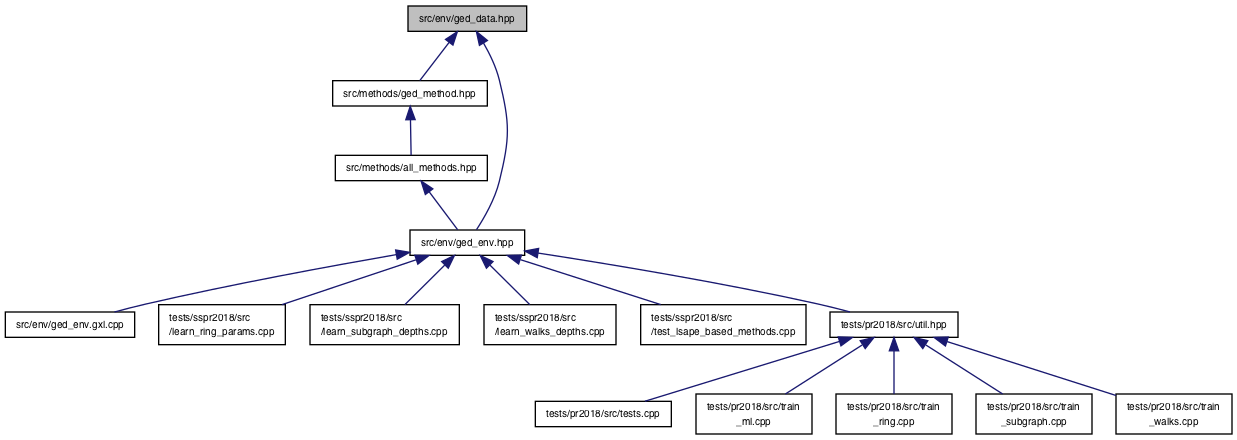 src/env/ged_data.hpp
src/methods/ged_method.hpp
src/methods/all_methods.hpp
src/env/ged_env.hpp
src/env/ged_env.gxl.cpp
tests/sspr2018/src
/learn_ring_params.cpp
tests/sspr2018/src
/learn_subgraph_depths.cpp
tests/sspr2018/src
/learn_walks_depths.cpp
tests/sspr2018/src
/test_lsape_based_methods.cpp
tests/pr2018/src/util.hpp
tests/pr2018/src/tests.cpp
tests/pr2018/src/train
_ml.cpp
tests/pr2018/src/train
_ring.cpp
tests/pr2018/src/train
_subgraph.cpp
tests/pr2018/src/train
_walks.cpp